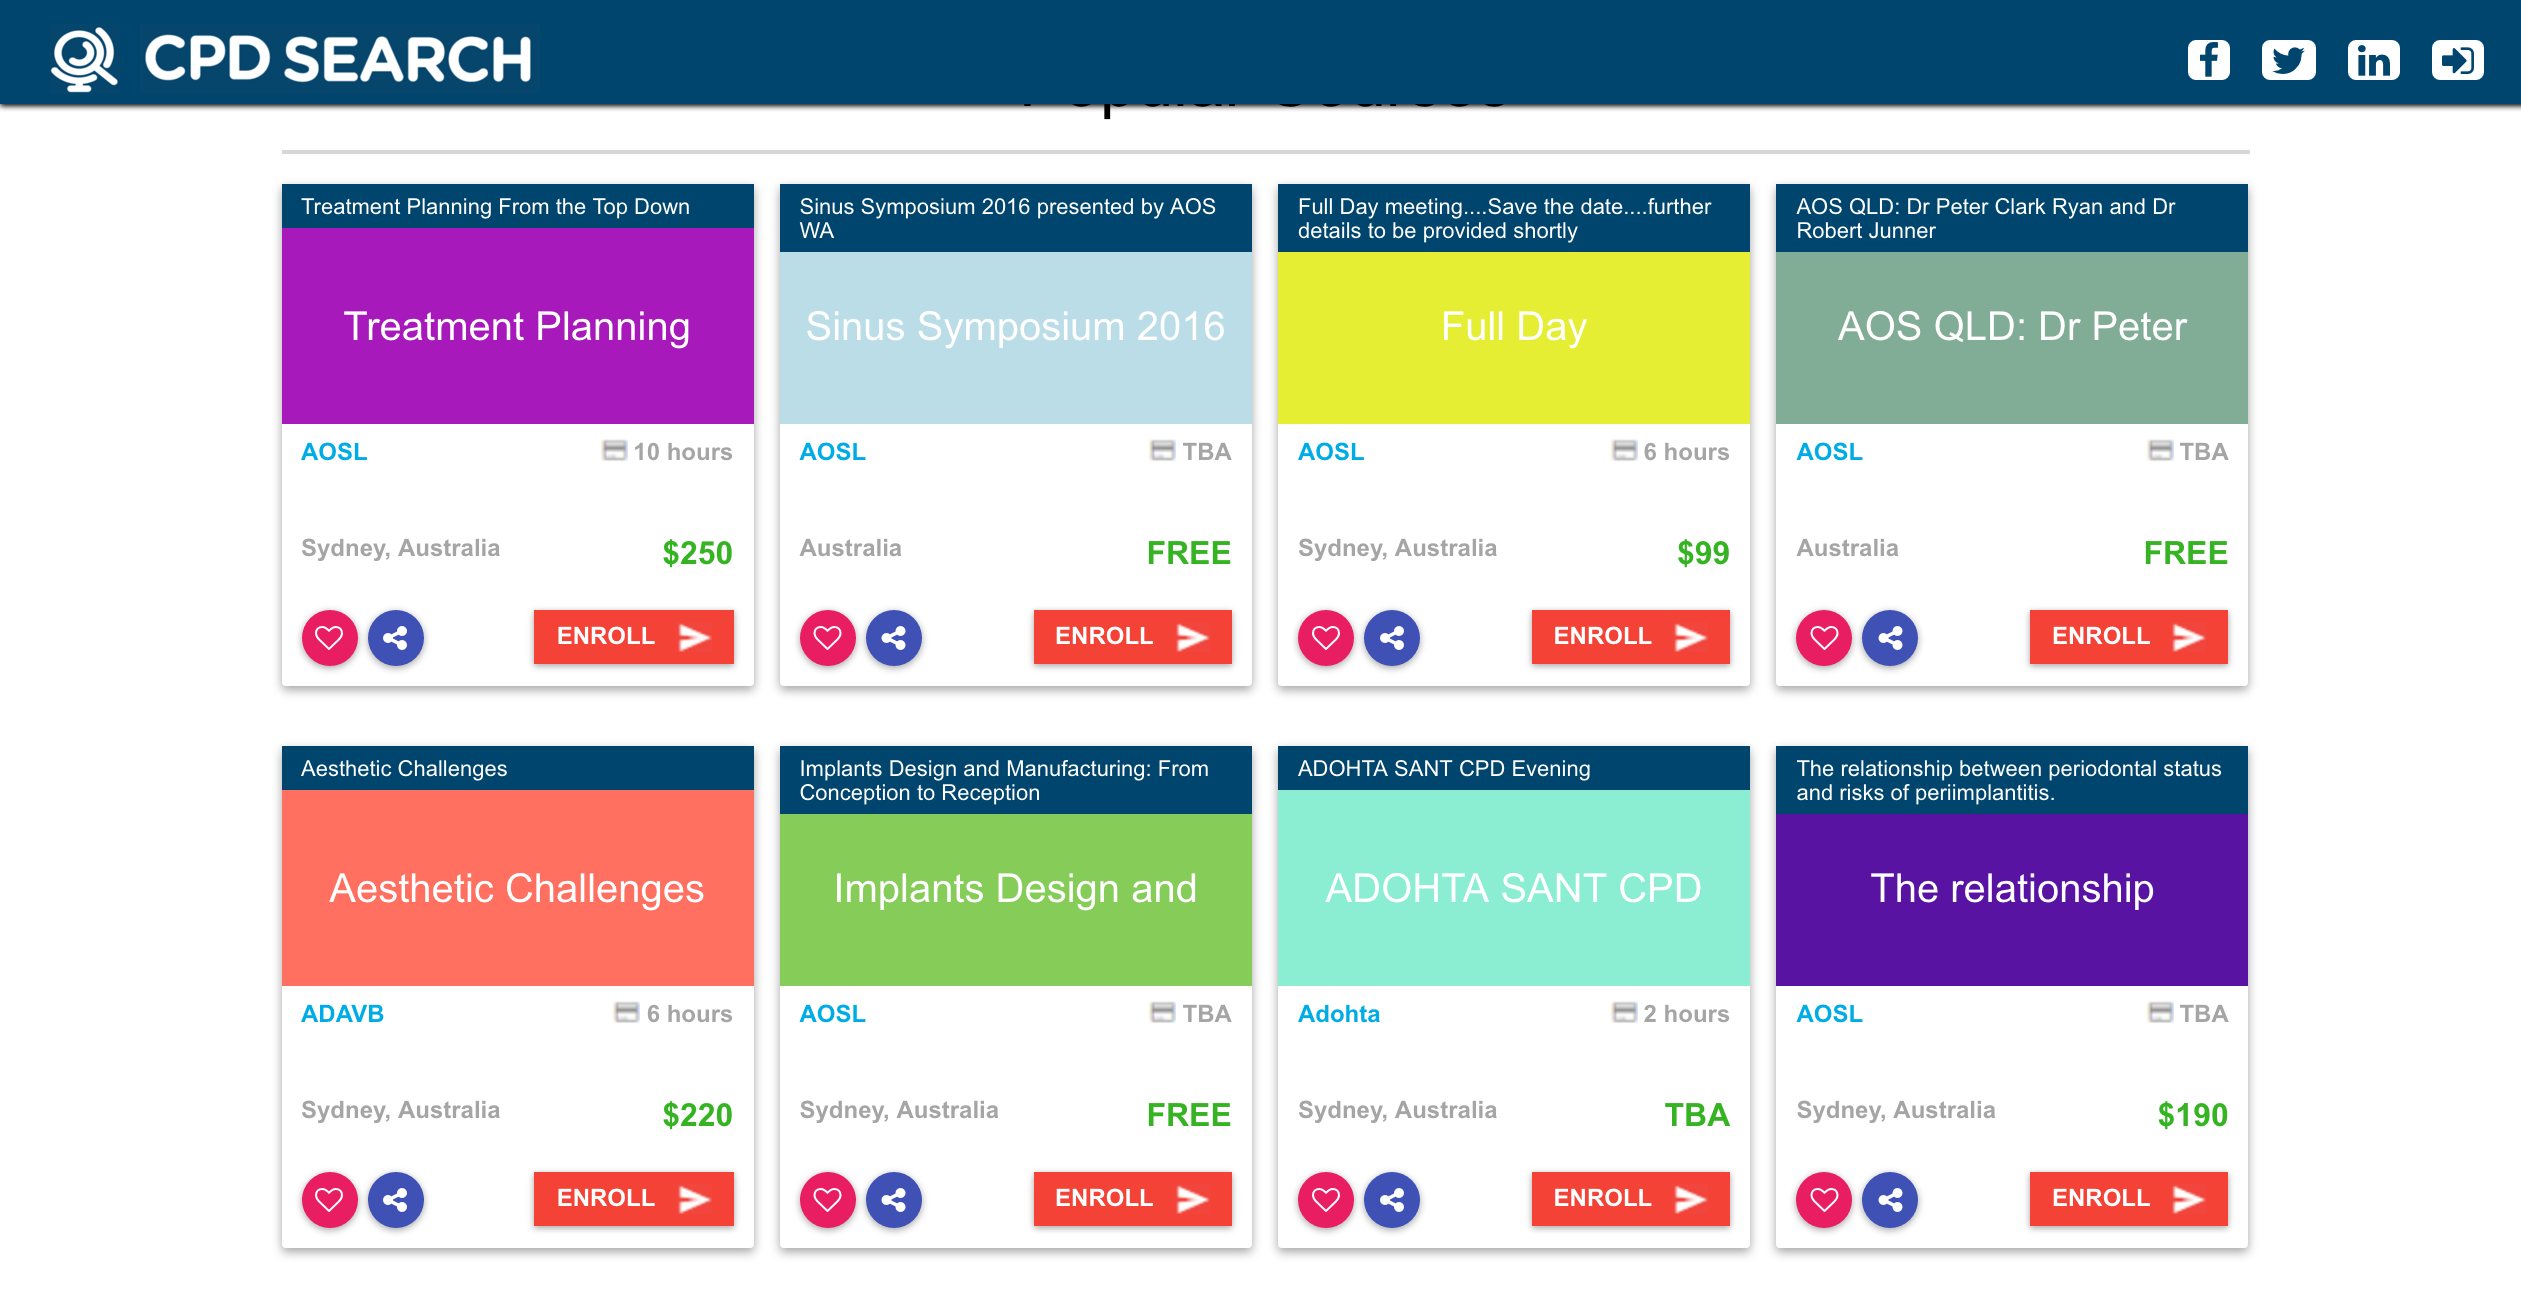 CPD SEARCH
Popular Courses
Treatment Planning From the Top Down
Treatment Planning
AOSL
10 hours
Sydney, Australia
$250
ENROLL
Sinus Symposium 2016 presented by AOS
WA
Sinus Symposium 2016
AOSL
TBA
Australia
FREE
ENROLL
Full Day meeting....Save the date....further
details to be provided shortly
Full Day
AOSL
6 hours
Sydney, Australia
$99
ENROLL
AOS QLD: Dr Peter Clark Ryan and Dr
Robert Junner
AOS QLD: Dr Peter
AOSL
TBA
Australia
FREE
ENROLL
Aesthetic Challenges
Aesthetic Challenges
ADAVB
6 hours
Sydney, Australia
$220
ENROLL
Implants Design and Manufacturing: From
Conception to Reception
Implants Design and
AOSL
TBA
Sydney, Australia
FREE
ENROLL
ADOHTA SANT CPD Evening
ADOHTA SANT CPD
Adohta
2 hours
Sydney, Australia
TBA
ENROLL
The relationship between periodontal status
and risks of periimplantitis.
The relationship
AOSL
TBA
Sydney, Australia
$190
ENROLL